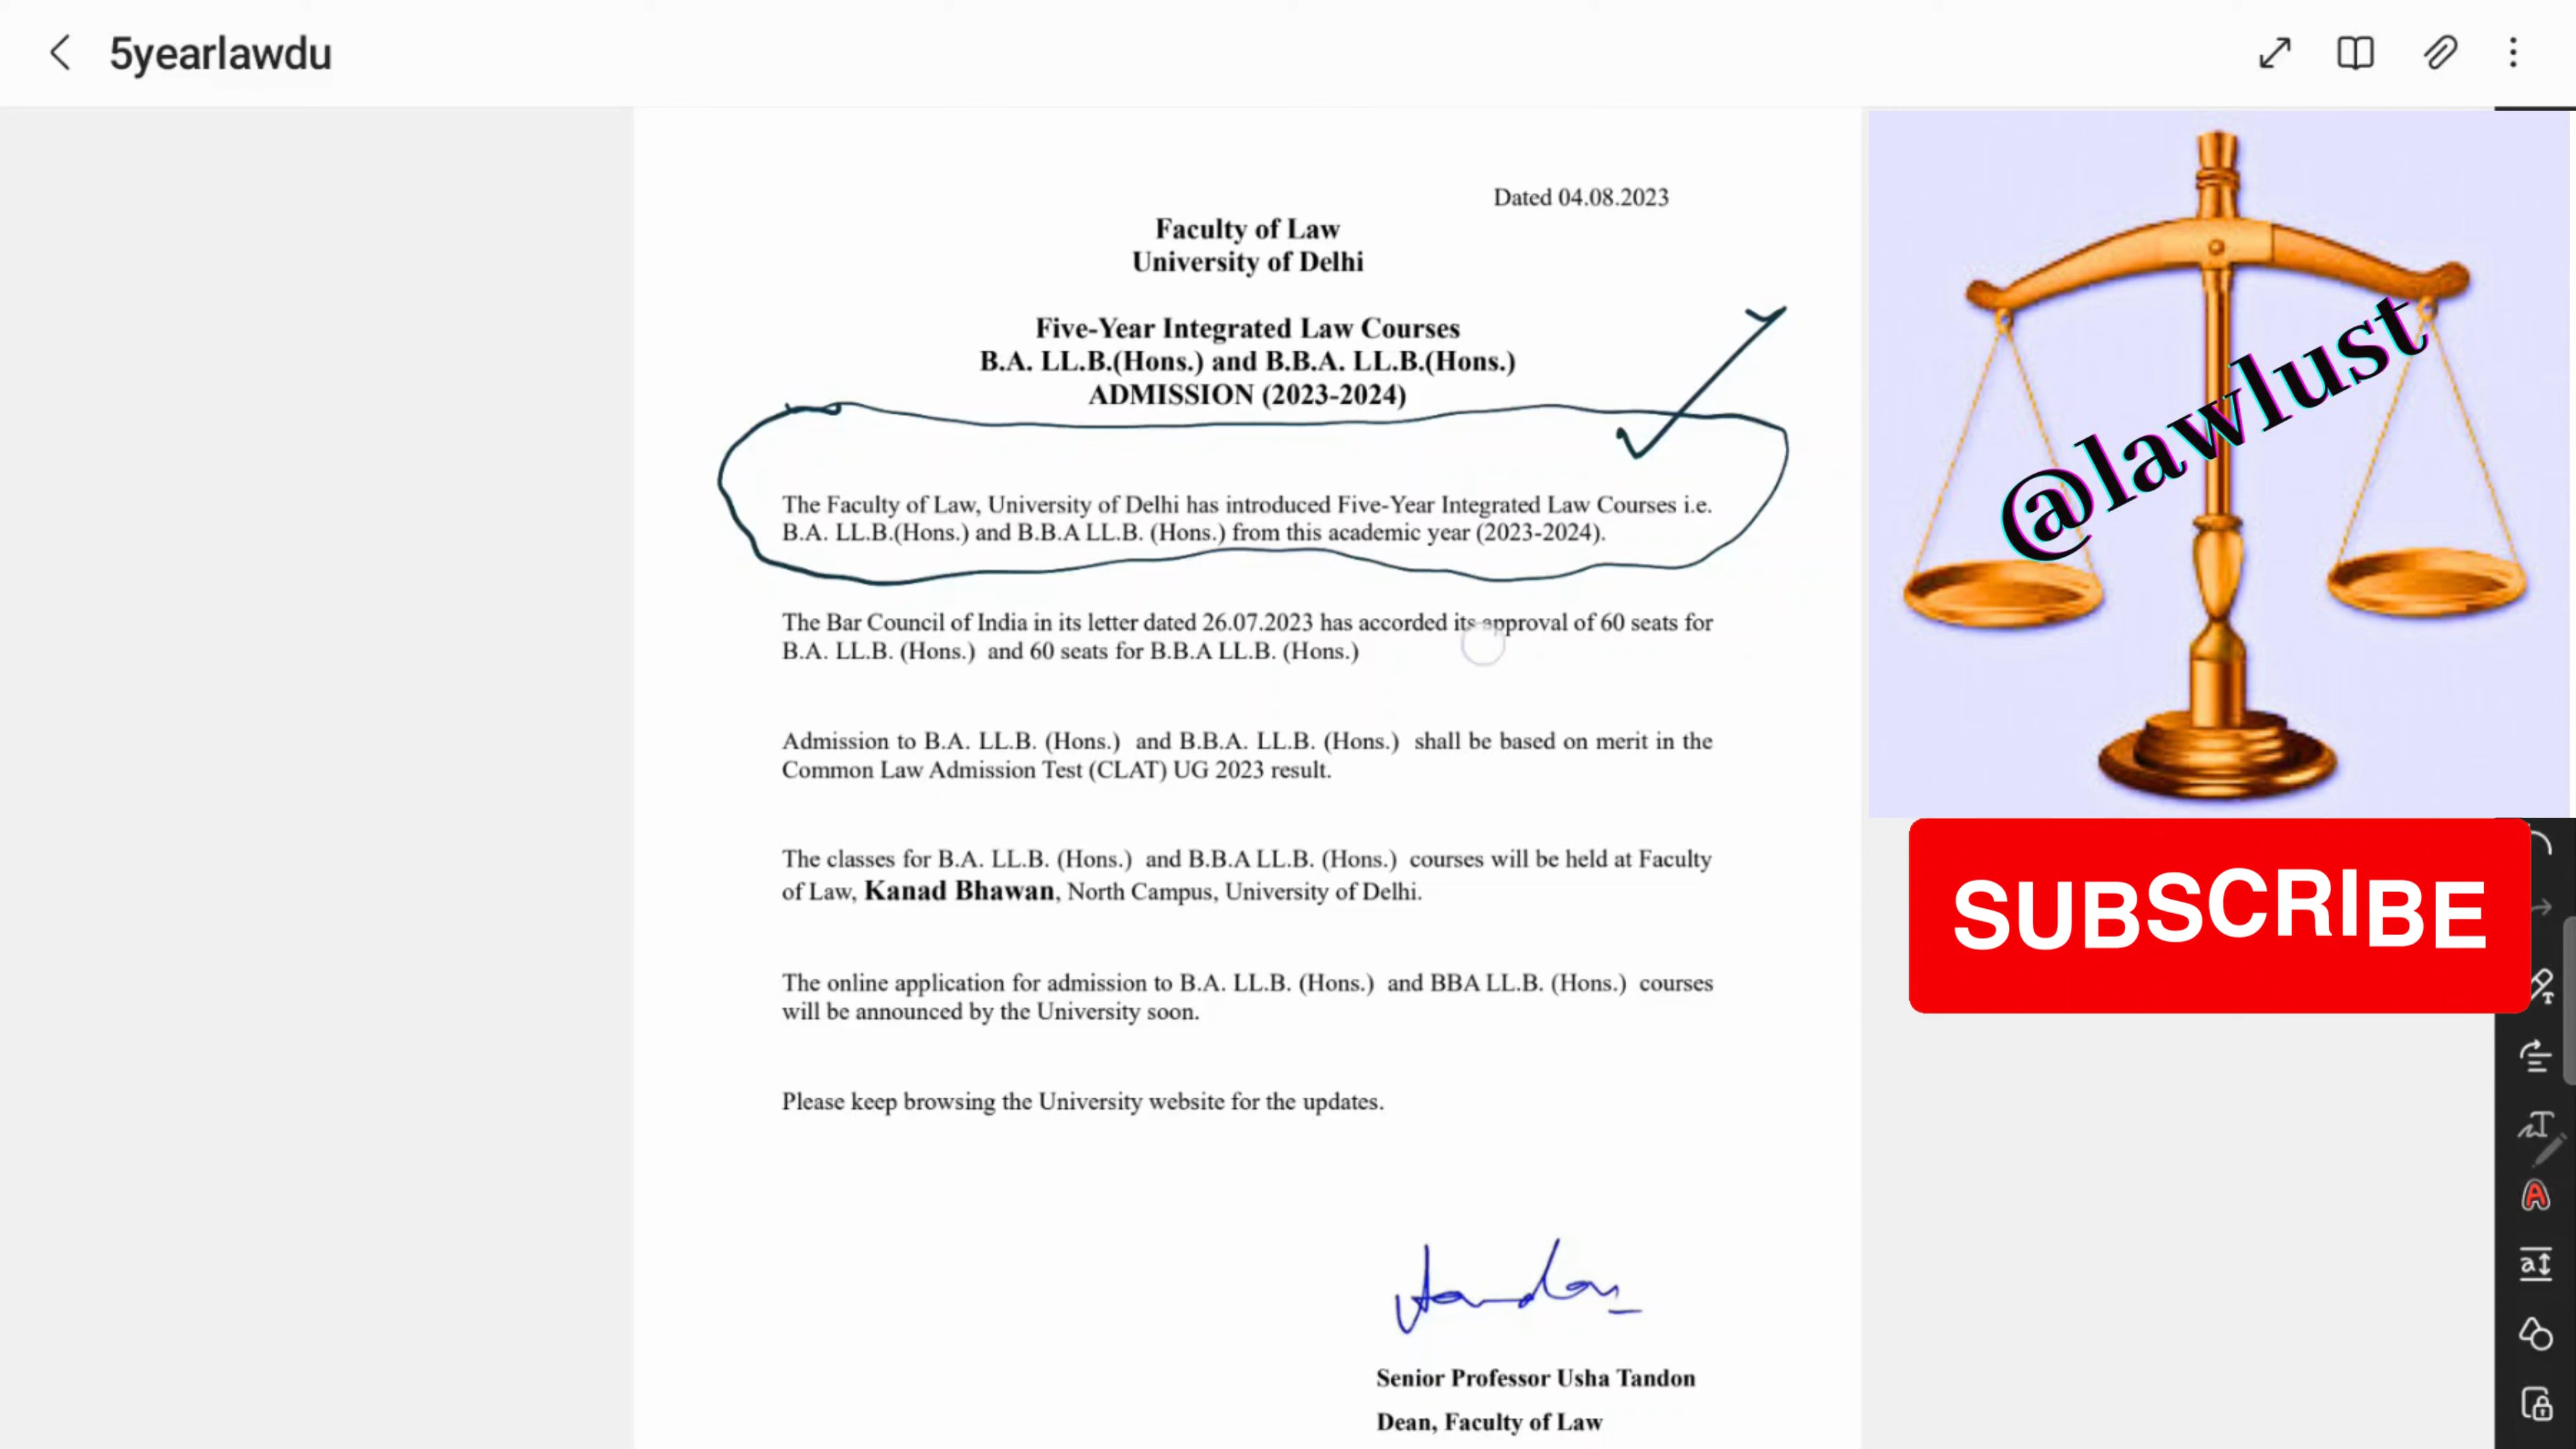 5yearlawdu
Dated 04.08.2023
Faculty of Law
University of Delhi
Five-Year Integrated Law Courses
B.A. LL.B.(Hons.) and B.B.A. LL.B.(Hons.)
ADMISSION (2023-2024)
The Faculty of Law, University of Delhi has introduced Five-Year Integrated Law Courses i.e.
B.A. LL.B.(Hons.) and B.B.A LL.B. (Hons.) from this academic year (2023-2024).
The Bar Council of India in its letter dated 26.07.2023 has accorded its approval of 60 seats for
B.A. LL.B. (Hons.) and 60 seats for B.B.A LL.B. (Hons.)
Admission to B.A. LL.B. (Hons.) and B.B.A. LL.B. (Hons.) shall be based on merit in the
Common Law Admission Test (CLAT) UG 2023 result.
The classes for B.A. LL.B. (Hons.) and B.B.A LL.B. (Hons.) courses will be held at Faculty
of Law, Kanad Bhawan, North Campus, University of Delhi.
The online application for admission to B.A. LL.B. (Hons.) and BBA LL.B. (Hons.) courses
will be announced by the University soon.
Please keep browsing the University website for the updates.
Tandon
Senior Professor Usha Tandon
Dean, Faculty of Law
@lawlust
SUBSCRIBE